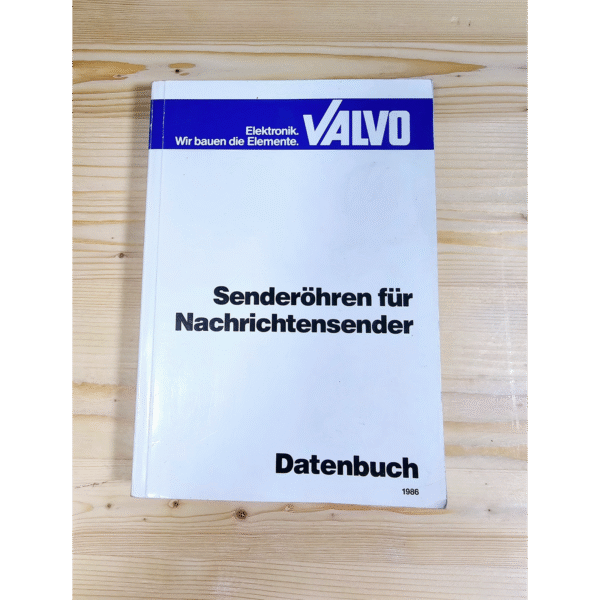 Elektronik.
Wir bauen die Elemente.
VALVO
Senderöhren für
Nachrichtensender
Datenbuch
1986